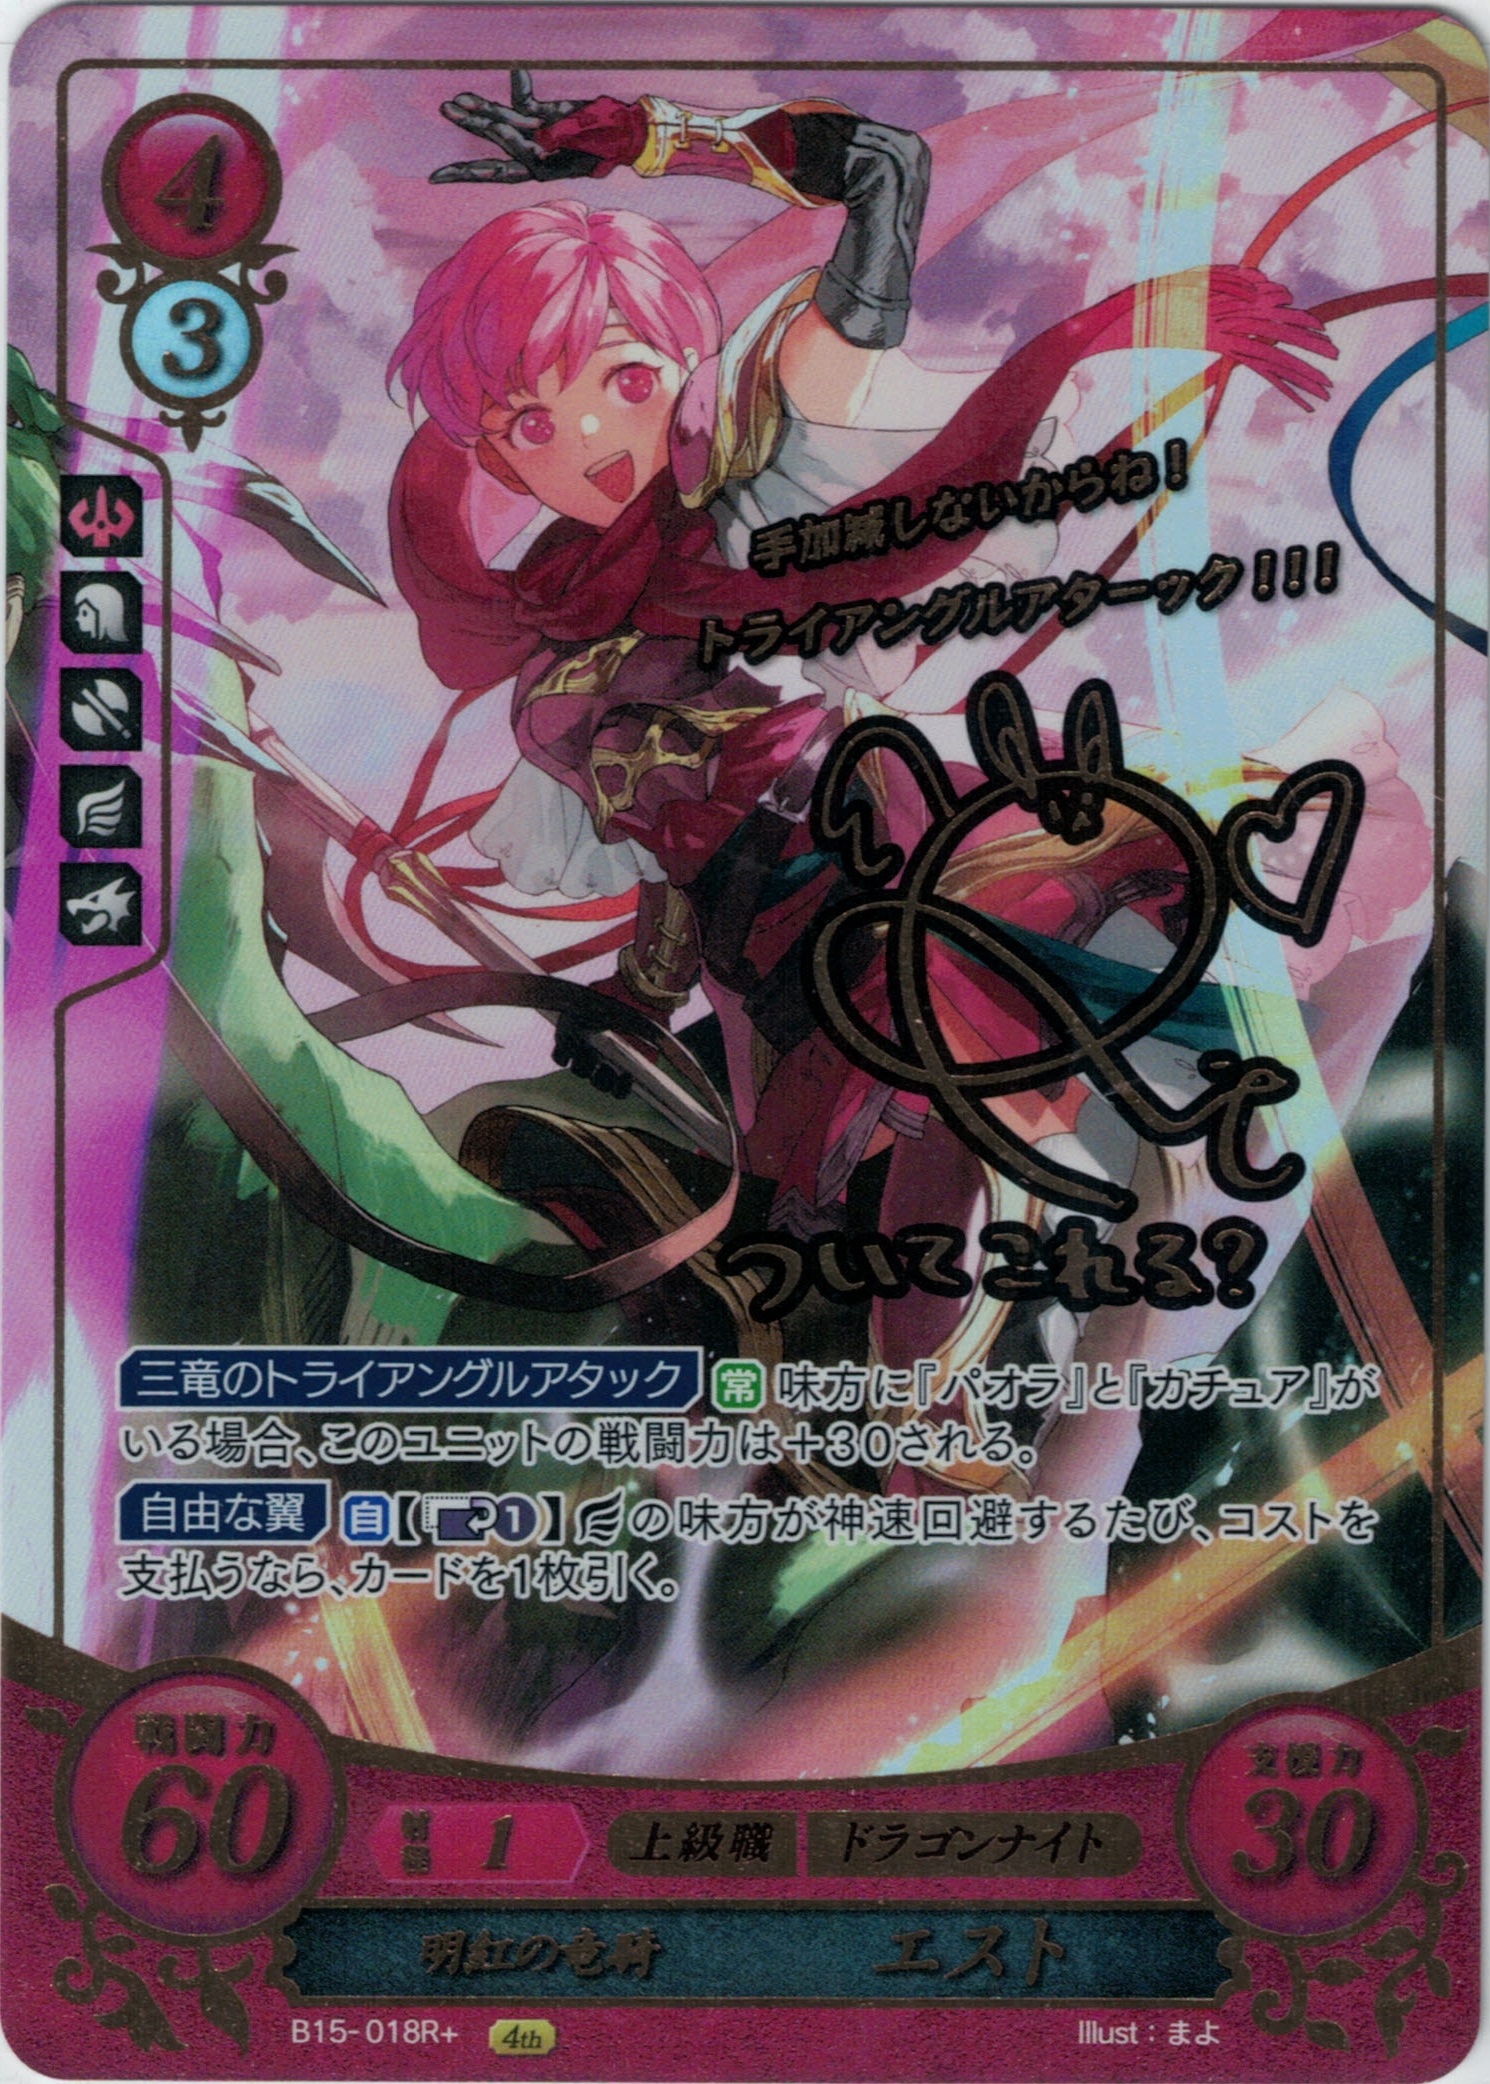 4
3
手加減しないからね！
トライアングルアターック!!!
ついてこれる?
三竜のトライアングルアタック 常 味方に『パオラ』と『カチュア』が
いる場合、このユニットの戦闘力は＋30される。
自由な翼 自【(1)】の味方が神速回避するたび、コストを
支払うなら、カードを1枚引く。
戦闘力
60
射程 1 上級職 ドラゴンナイト
支援力
30
明紅の竜騎 エスト
B15-018R+ 4th Illust：まよ